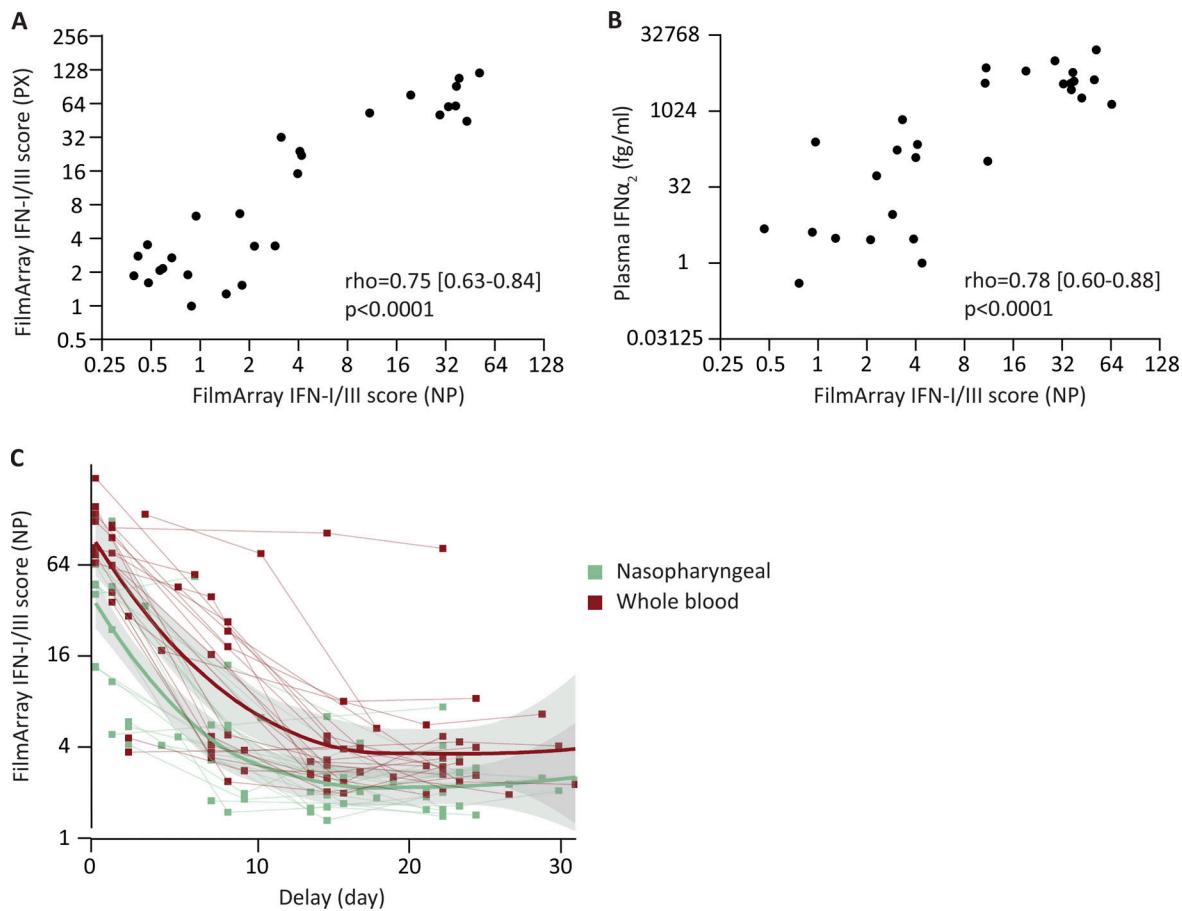 A
FilmArray IFN-I/III score (PX)
256
128
64
32
16
8
4
2
1
0.5
0.25 0.5 1 2 4 8 16 32 64 128
FilmArray IFN-I/III score (NP)
rho=0.75 [0.63-0.84]
p<0.0001
B
Plasma IFNα2 (fg/ml)
32768
1024
32
1
0.03125
0.25 0.5 1 2 4 8 16 32 64 128
FilmArray IFN-I/III score (NP)
rho=0.78 [0.60-0.88]
p<0.0001
C
FilmArray IFN-I/III score (NP)
64
16
4
1
0 10 20 30
Delay (day)
Nasopharyngeal
Whole blood